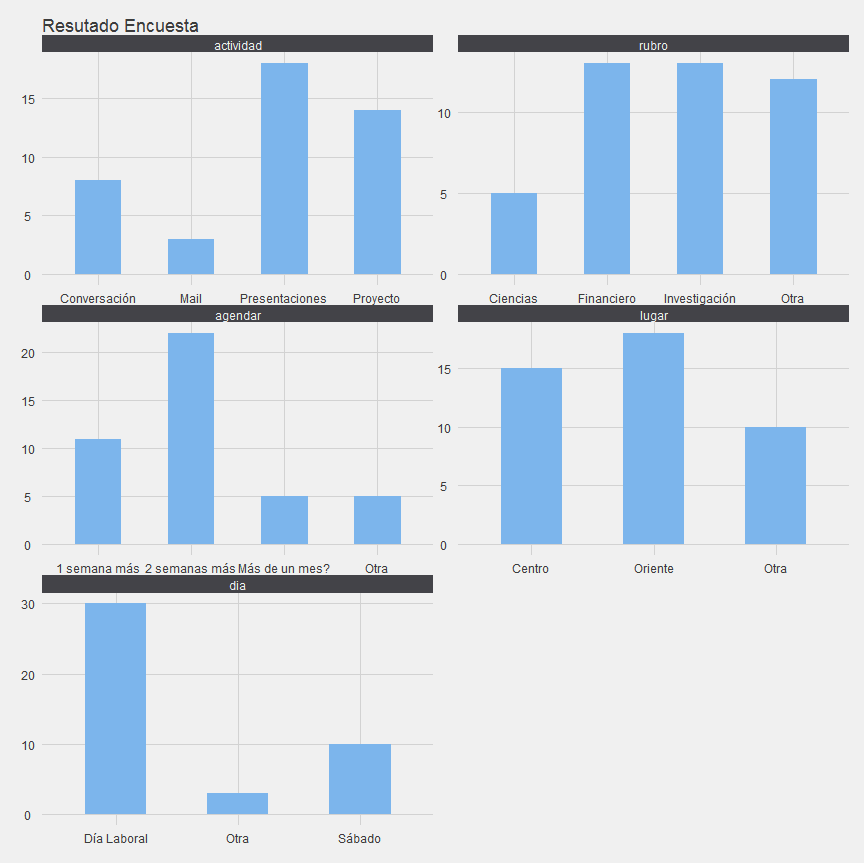 Resutado Encuesta
actividad
15
10
5
0
Conversación Mail Presentaciones Proyecto
rubro
10
5
0
Ciencias Financiero Investigación Otra
agendar
20
15
10
5
0
1 semana más 2 semanas más Más de un mes? Otra
lugar
15
10
5
0
Centro Oriente Otra
dia
30
20
10
0
Día Laboral Otra Sábado